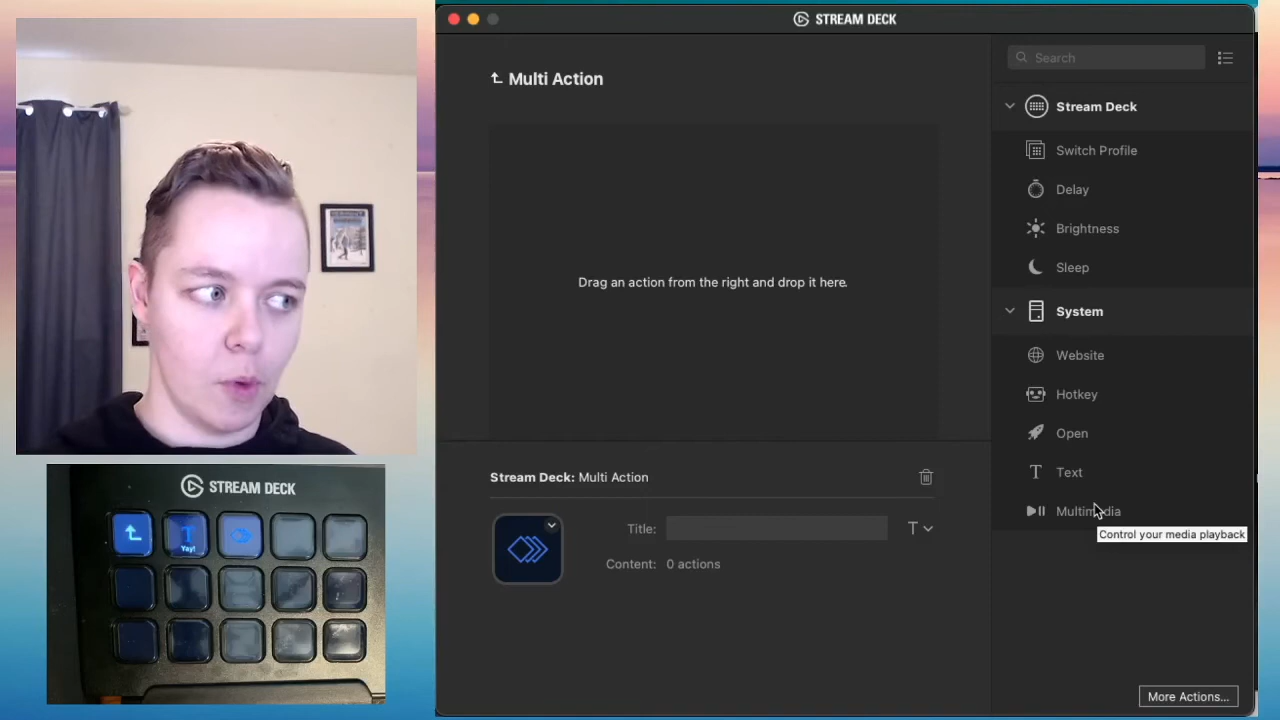 STREAM DECK
Multi Action
Drag an action from the right and drop it here.
Stream Deck: Multi Action
Title:
T
Content: 0 actions
Search
Stream Deck
Switch Profile
Delay
Brightness
Sleep
System
Website
Hotkey
Open
T Text
Multimedia
Control your media playback
More Actions...
STREAM DECK
T
Yay!